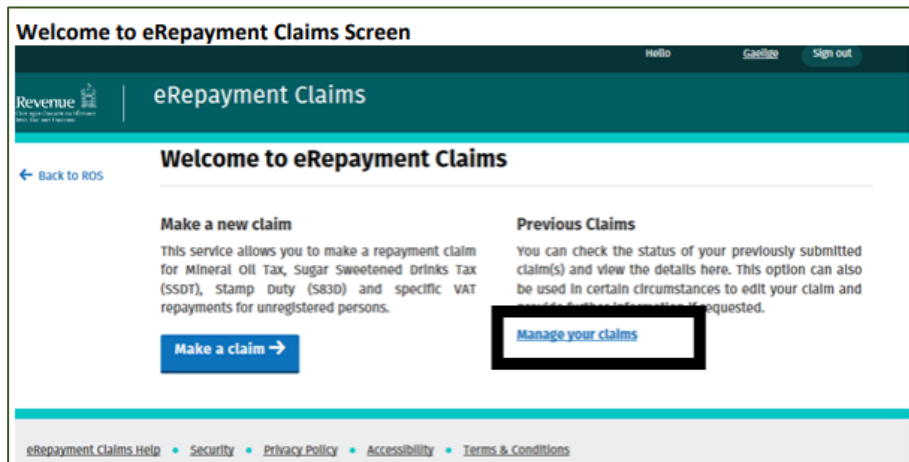 Welcome to eRepayment Claims Screen
Hello Gaeilge Sign out
Revenue
eRepayment Claims
← Back to ROS
Welcome to eRepayment Claims
Make a new claim
This service allows you to make a repayment claim
for Mineral Oil Tax, Sugar Sweetened Drinks Tax
(SSDT), Stamp Duty (S83D) and specific VAT
repayments for unregistered persons.
Make a claim →
Previous Claims
You can check the status of your previously submitted
claim(s) and view the details here. This option can also
be used in certain circumstances to edit your claim and
provide further information if requested.
Manage your claims
eRepayment Claims Help • Security • Privacy Policy • Accessibility • Terms & Conditions